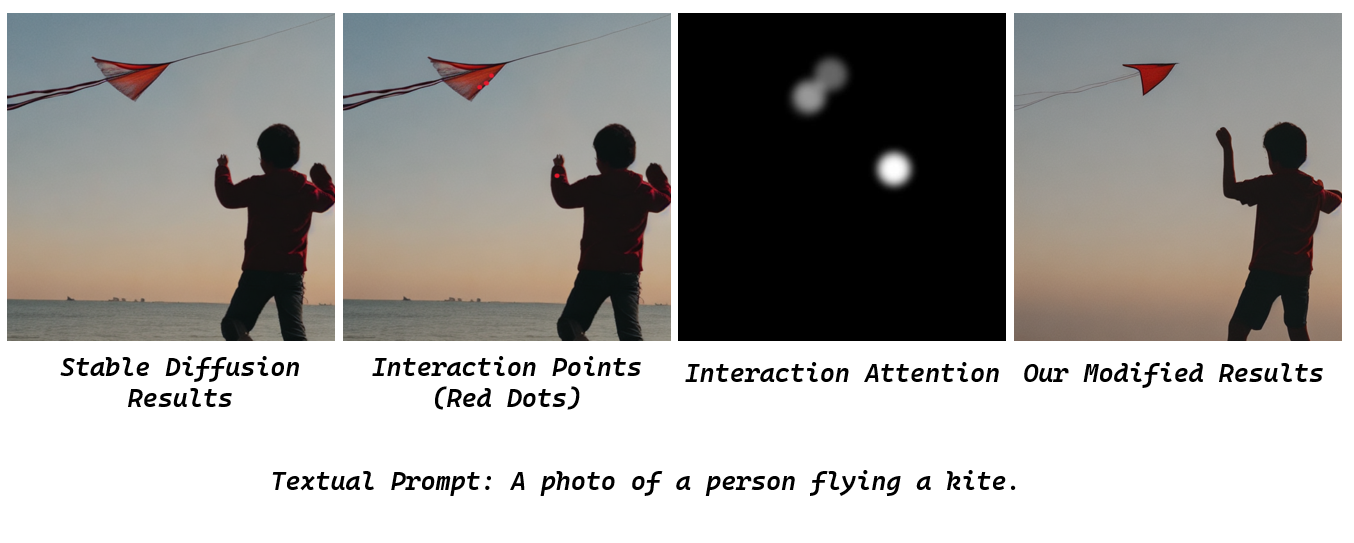 Stable Diffusion
Results
Interaction Points
(Red Dots)
Interaction Attention
Our Modified Results
Textual Prompt: A photo of a person flying a kite.